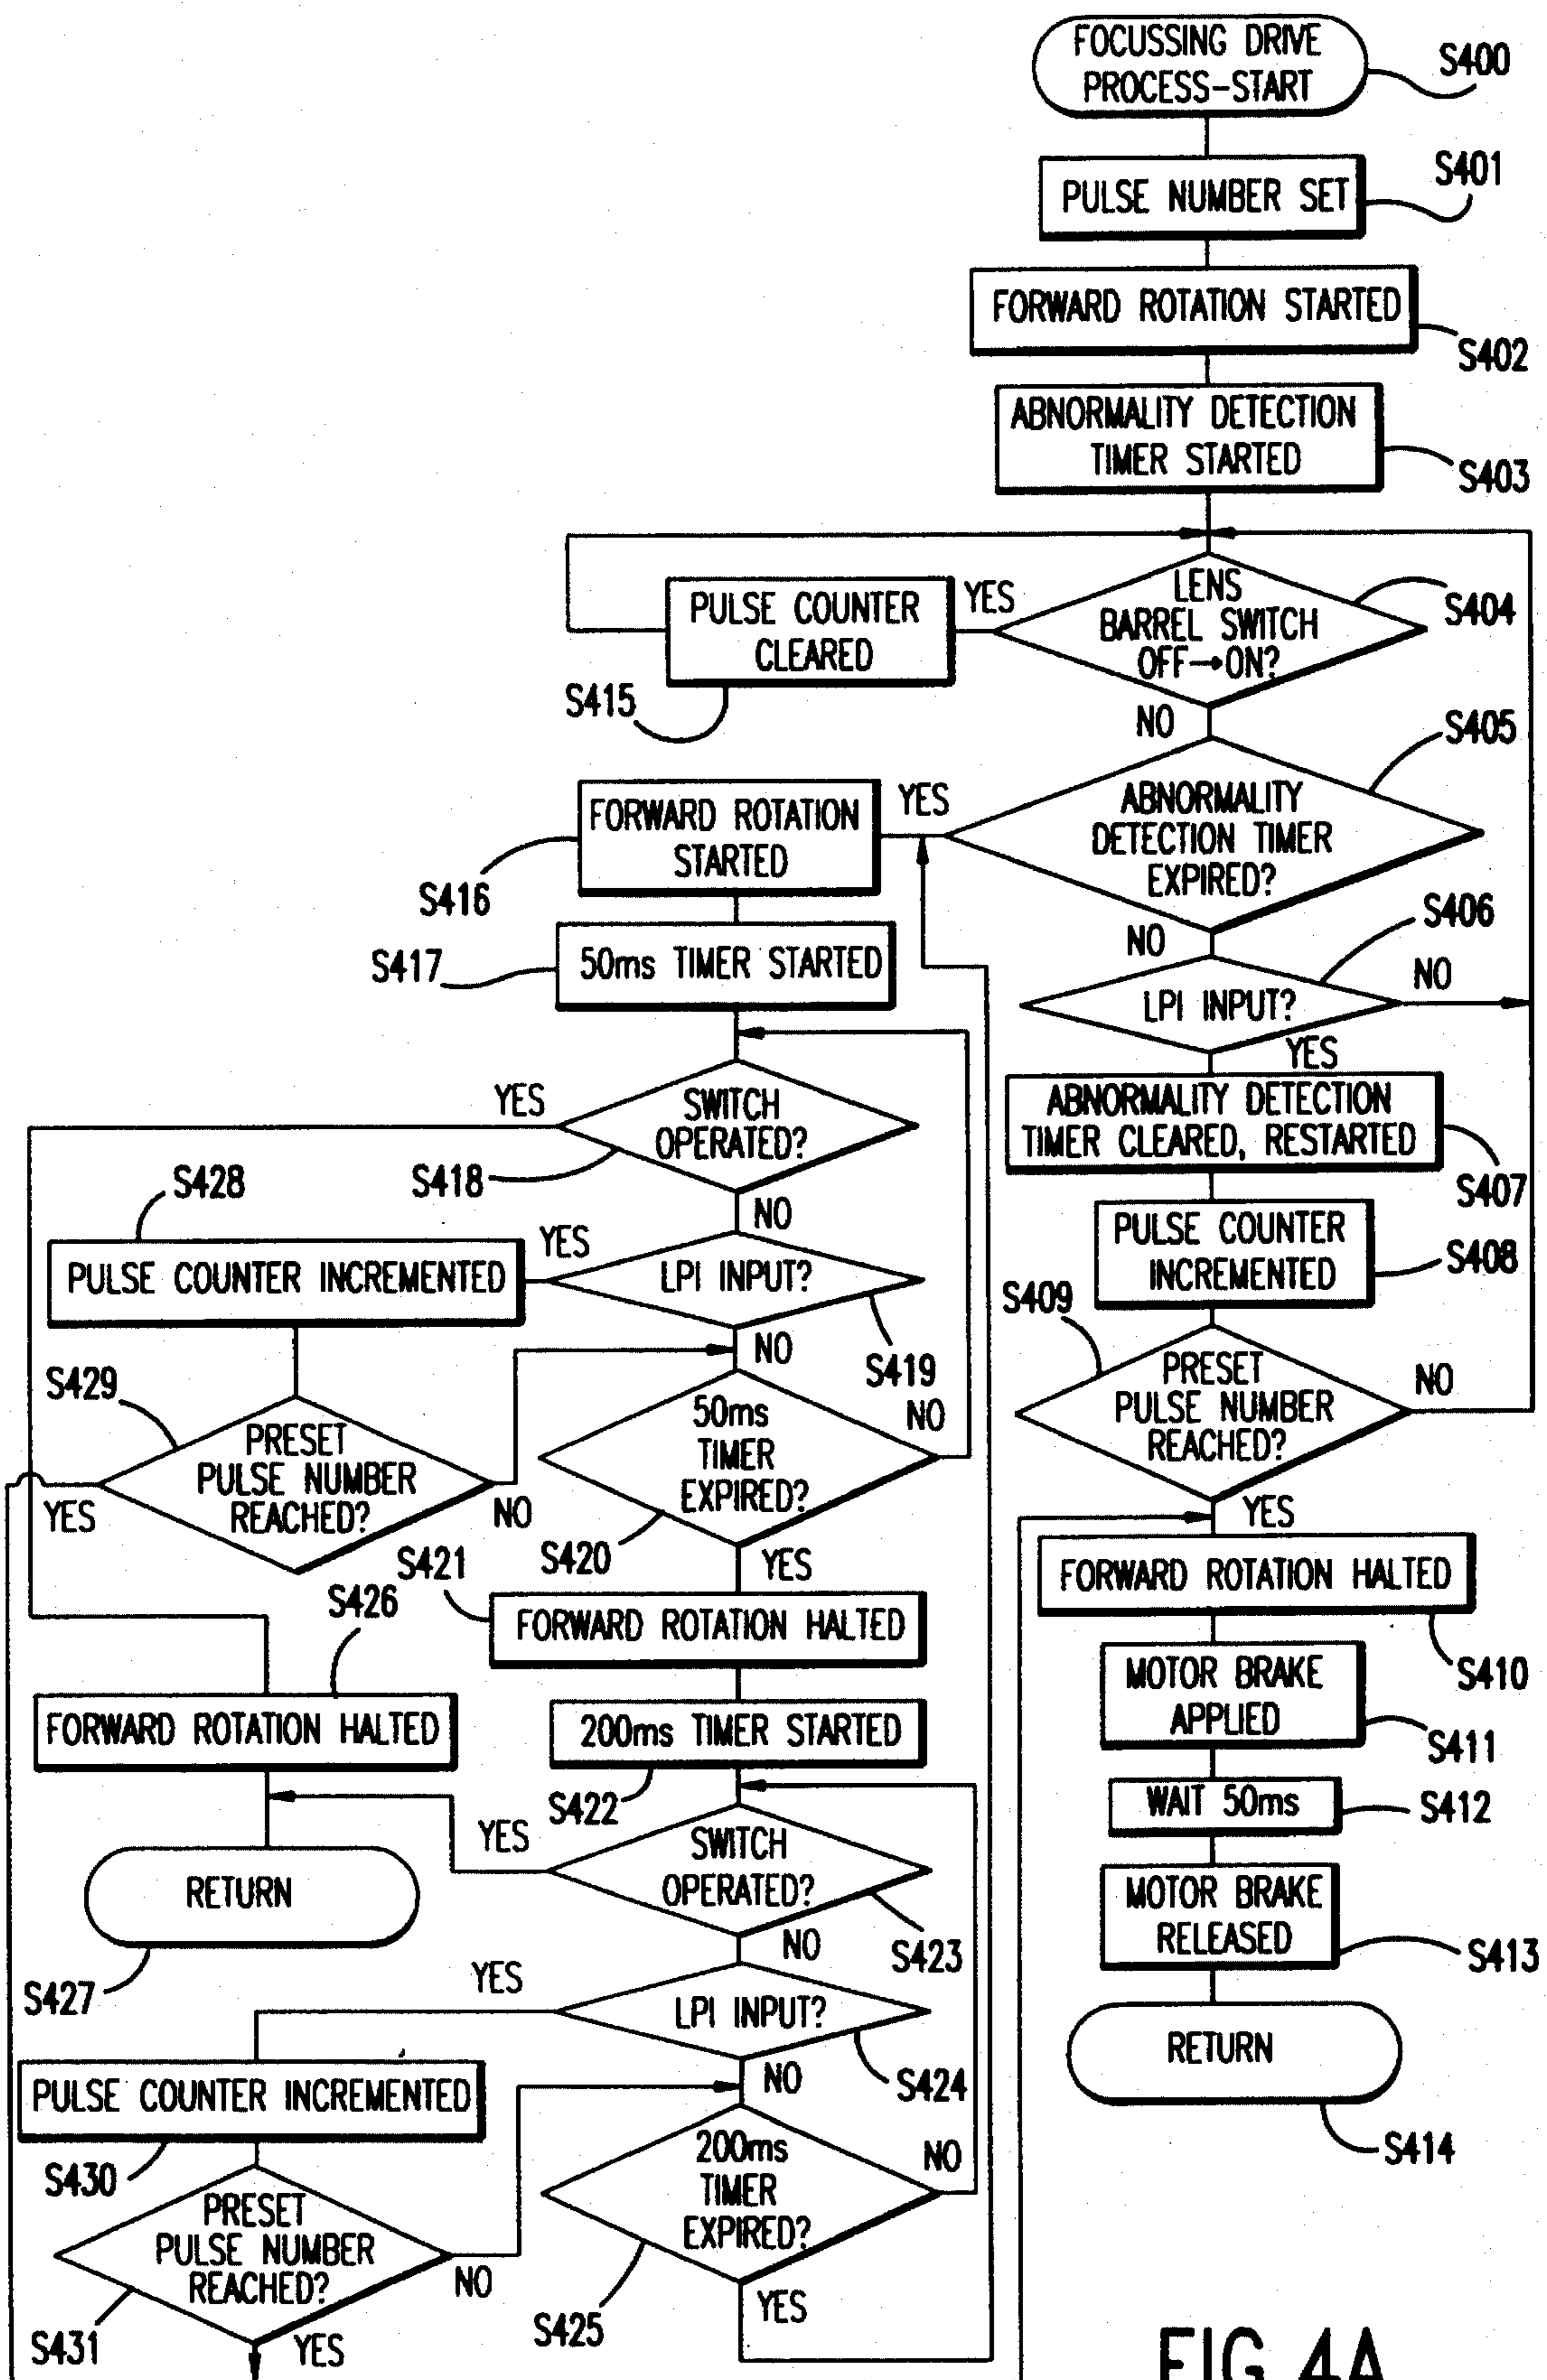 FOCUSSING DRIVE
PROCESS-START
S400
PULSE NUMBER SET
S401
FORWARD ROTATION STARTED
S402
ABNORMALITY DETECTION
TIMER STARTED
S403
LENS
BARREL SWITCH
OFF→ON?
S404
YES
PULSE COUNTER
CLEARED
S415
NO
S405
ABNORMALITY
DETECTION TIMER
EXPIRED?
YES
FORWARD ROTATION
STARTED
S416
NO
S406
LPI INPUT?
NO
YES
S417
50ms TIMER STARTED
ABNORMALITY DETECTION
TIMER CLEARED, RESTARTED
S407
YES
SWITCH
OPERATED?
S418
NO
S428
PULSE COUNTER INCREMENTED
YES
LPI INPUT?
S419
NO
PULSE COUNTER
INCREMENTED
S408
S409
PRESET
PULSE NUMBER
REACHED?
NO
YES
S429
PRESET
PULSE NUMBER
REACHED?
YES
NO
50ms
TIMER
EXPIRED?
NO
S420
YES
S421
FORWARD ROTATION HALTED
S426
FORWARD ROTATION HALTED
FORWARD ROTATION HALTED
S410
200ms TIMER STARTED
S422
MOTOR BRAKE
APPLIED
S411
WAIT 50ms
S412
YES
SWITCH
OPERATED?
S423
NO
RETURN
S427
MOTOR BRAKE
RELEASED
S413
YES
LPI INPUT?
S424
NO
RETURN
S414
PULSE COUNTER INCREMENTED
S430
PRESET
PULSE NUMBER
REACHED?
NO
S431
YES
200ms
TIMER
EXPIRED?
NO
S425
YES
FIG. 4A